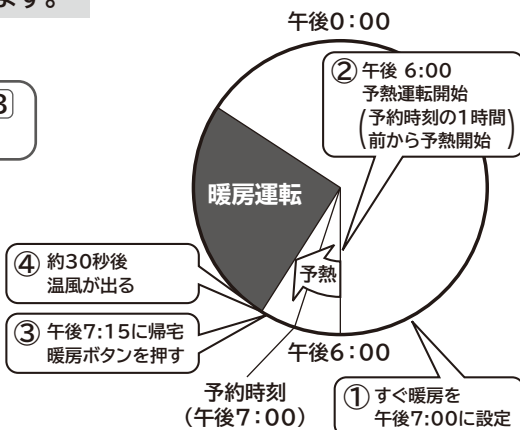 ます。
3
午後0：00
② 午後 6:00
予熱運転開始
(予約時刻の1時間
前から予熱開始)
暖房運転
予熱
④ 約30秒後
温風が出る
③ 午後7:15に帰宅
暖房ボタンを押す
午後6：00
予約時刻
（午後7：00）
① すぐ暖房を
午後7:00に設定